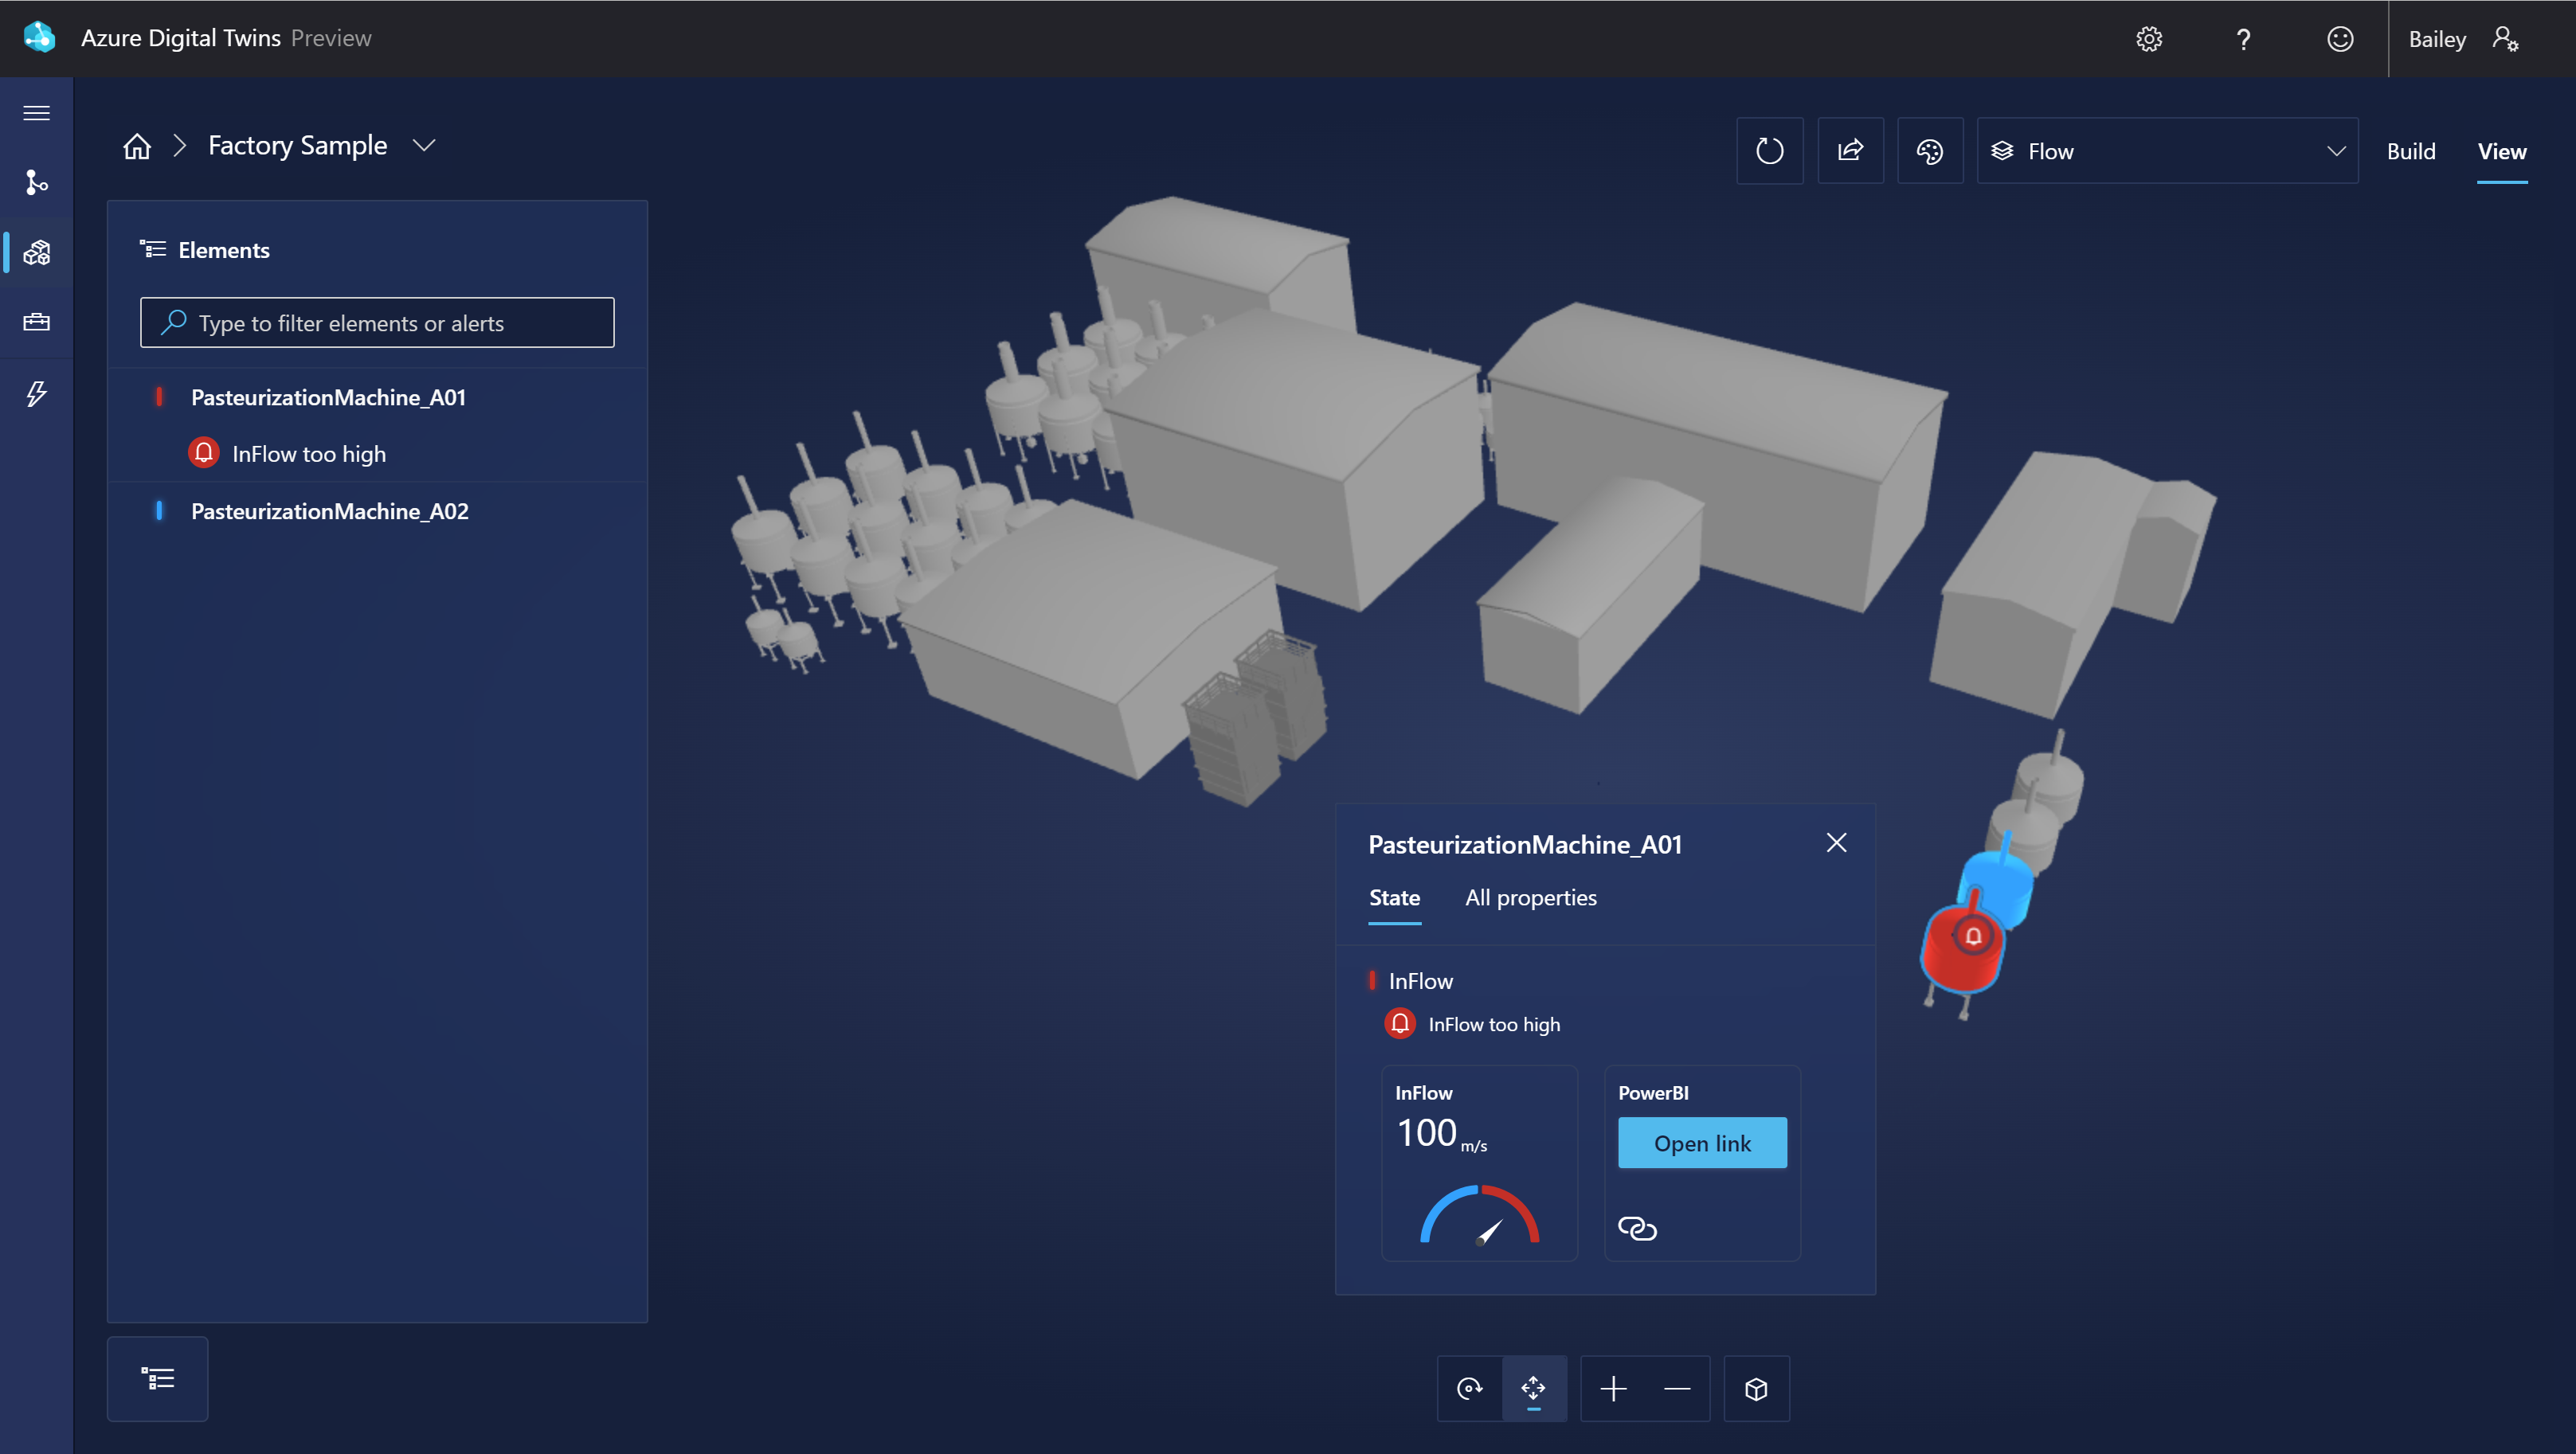 Azure Digital Twins Preview
?
Bailey
Factory Sample
Flow
Build
View
Elements
Type to filter elements or alerts
PasteurizationMachine_A01
InFlow too high
PasteurizationMachine_A02
PasteurizationMachine_A01
State
All properties
InFlow
InFlow too high
InFlow
100 m/s
PowerBI
Open link